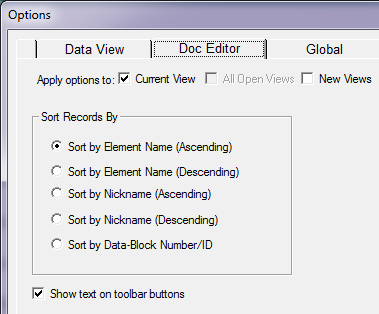 Options
Data View Doc Editor Global
Apply options to: Current View All Open Views New Views
Sort Records By
Sort by Element Name (Ascending)
Sort by Element Name (Descending)
Sort by Nickname (Ascending)
Sort by Nickname (Descending)
Sort by Data-Block Number/ID
Show text on toolbar buttons